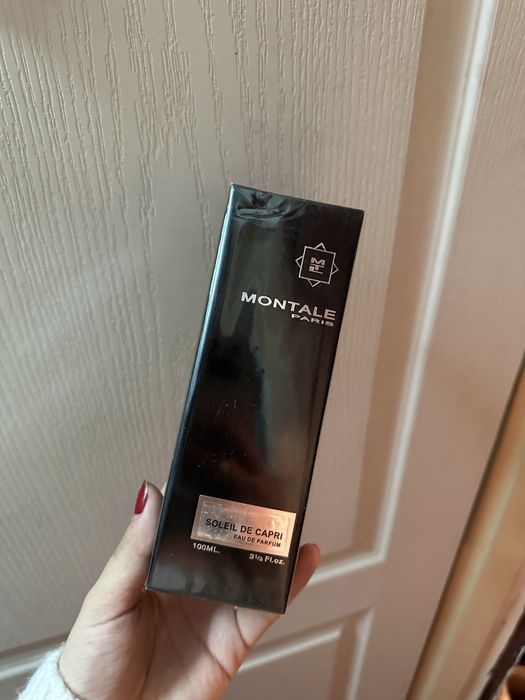 MONTALE
PARIS
SOLEIL DE CAPRI
EAU DE PARFUM
100ML.
3⅓ Fl.oz.